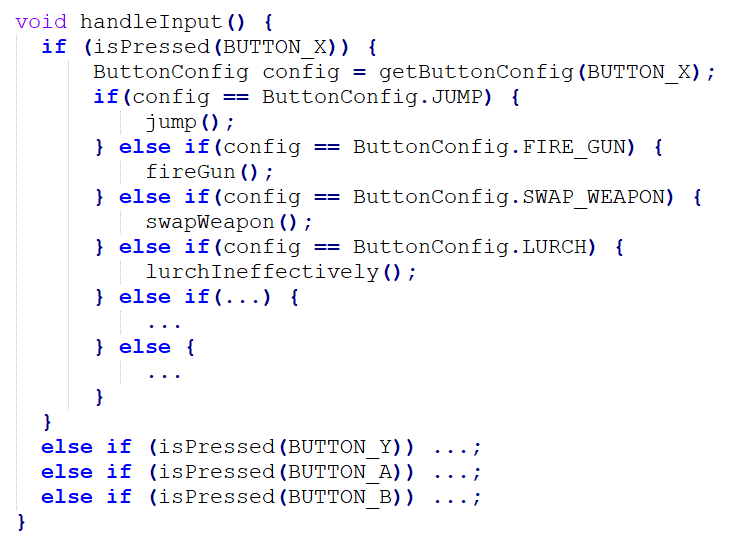 void handleInput() {
  if (isPressed(BUTTON_X)) {
      ButtonConfig config = getButtonConfig(BUTTON_X);
      if(config == ButtonConfig.JUMP) {
          jump();
      } else if(config == ButtonConfig.FIRE_GUN) {
          fireGun();
      } else if(config == ButtonConfig.SWAP_WEAPON) {
          swapWeapon();
      } else if(config == ButtonConfig.LURCH) {
          lurchIneffectively();
      } else if(...) {
          ...
      } else {
          ...
      }
  }
  else if (isPressed(BUTTON_Y)) ...;
  else if (isPressed(BUTTON_A)) ...;
  else if (isPressed(BUTTON_B)) ...;
}